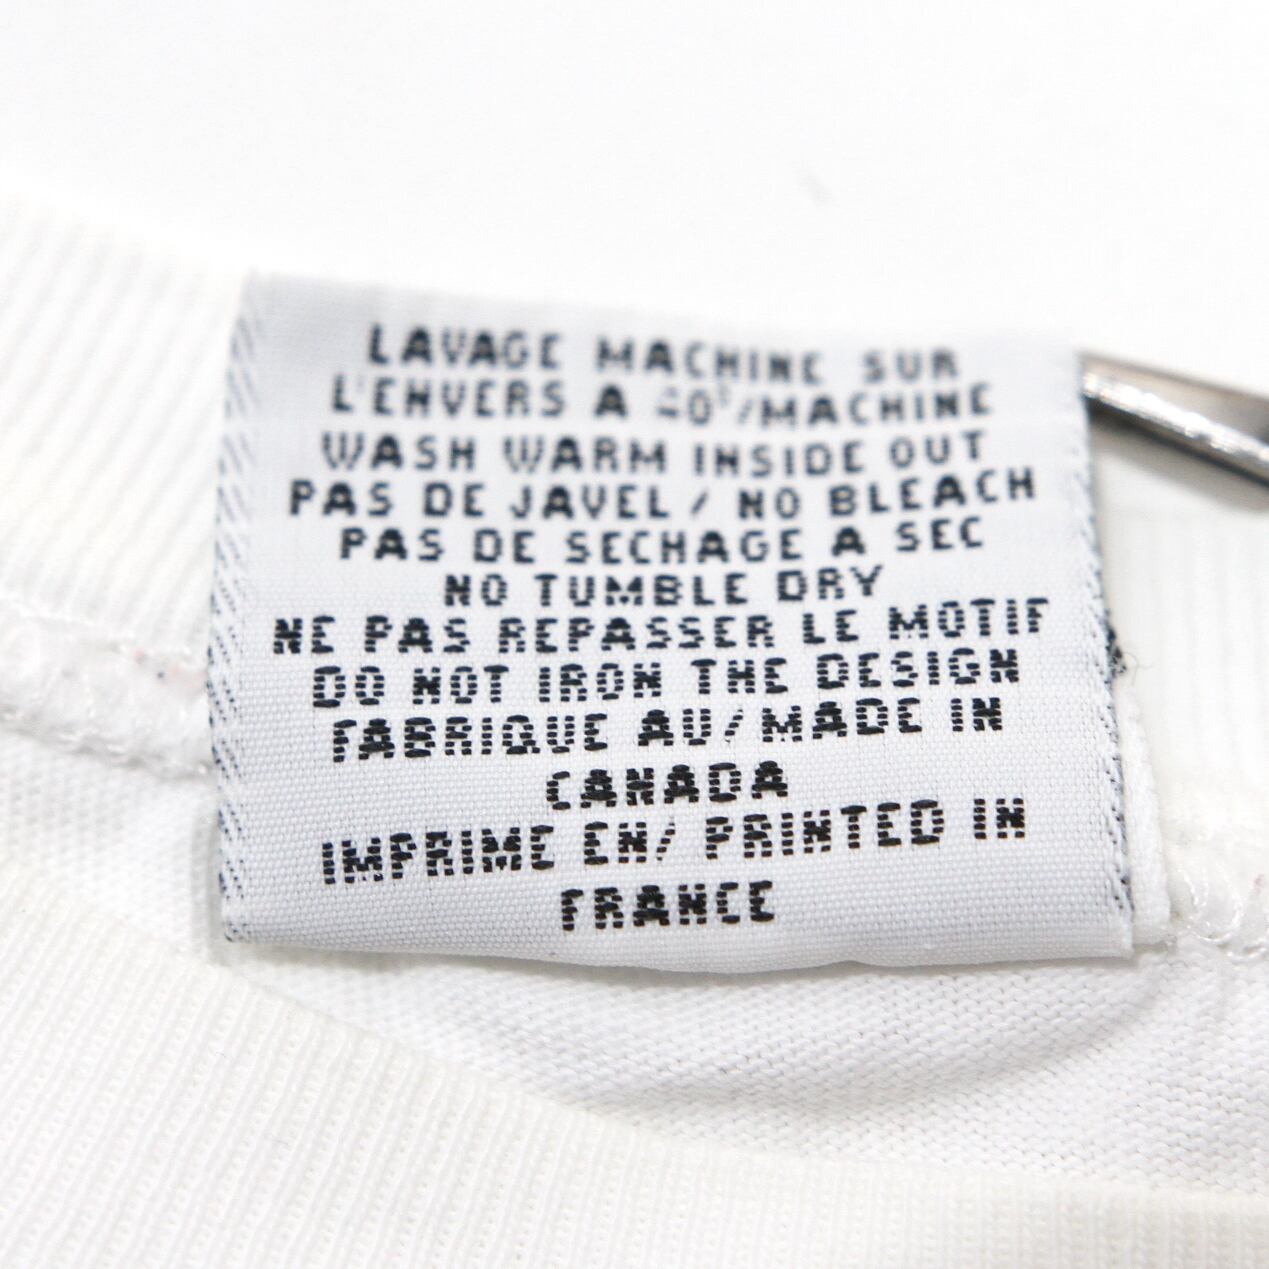 LAVAGE MACHINE SUR
L'ENVERS A 40°/MACHINE
WASH WARM INSIDE OUT
PAS DE JAVEL / NO BLEACH
PAS DE SECHAGE A SEC
NO TUMBLE DRY
NE PAS REPASSER LE MOTIF
DO NOT IRON THE DESIGN
FABRIQUE AU/MADE IN
CANADA
IMPRIME EN/ PRINTED IN
FRANCE